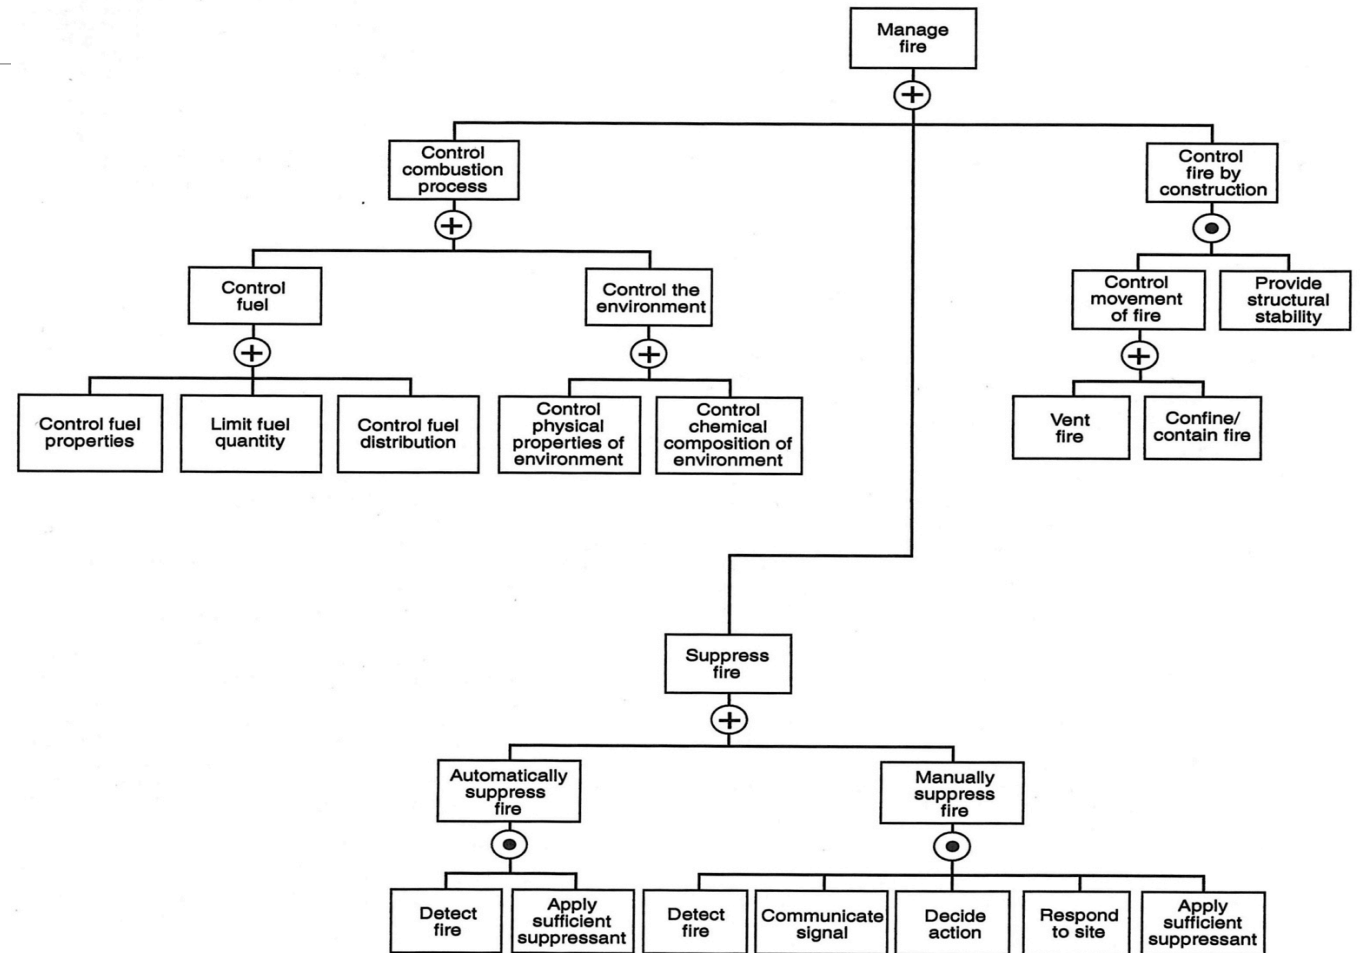 Manage
fire
Control
combustion
process
Control
fire by
construction
Control
fuel
Control the
environment
Control
movement
of fire
Provide
structural
stability
Control fuel
properties
Limit fuel
quantity
Control fuel
distribution
Control
physical
properties of
environment
Control
chemical
composition of
environment
Vent
fire
Confine/
contain fire
Suppress
fire
Automatically
suppress
fire
Manually
suppress
fire
Detect
fire
Apply
sufficient
suppressant
Detect
fire
Communicate
signal
Decide
action
Respond
to site
Apply
sufficient
suppressant